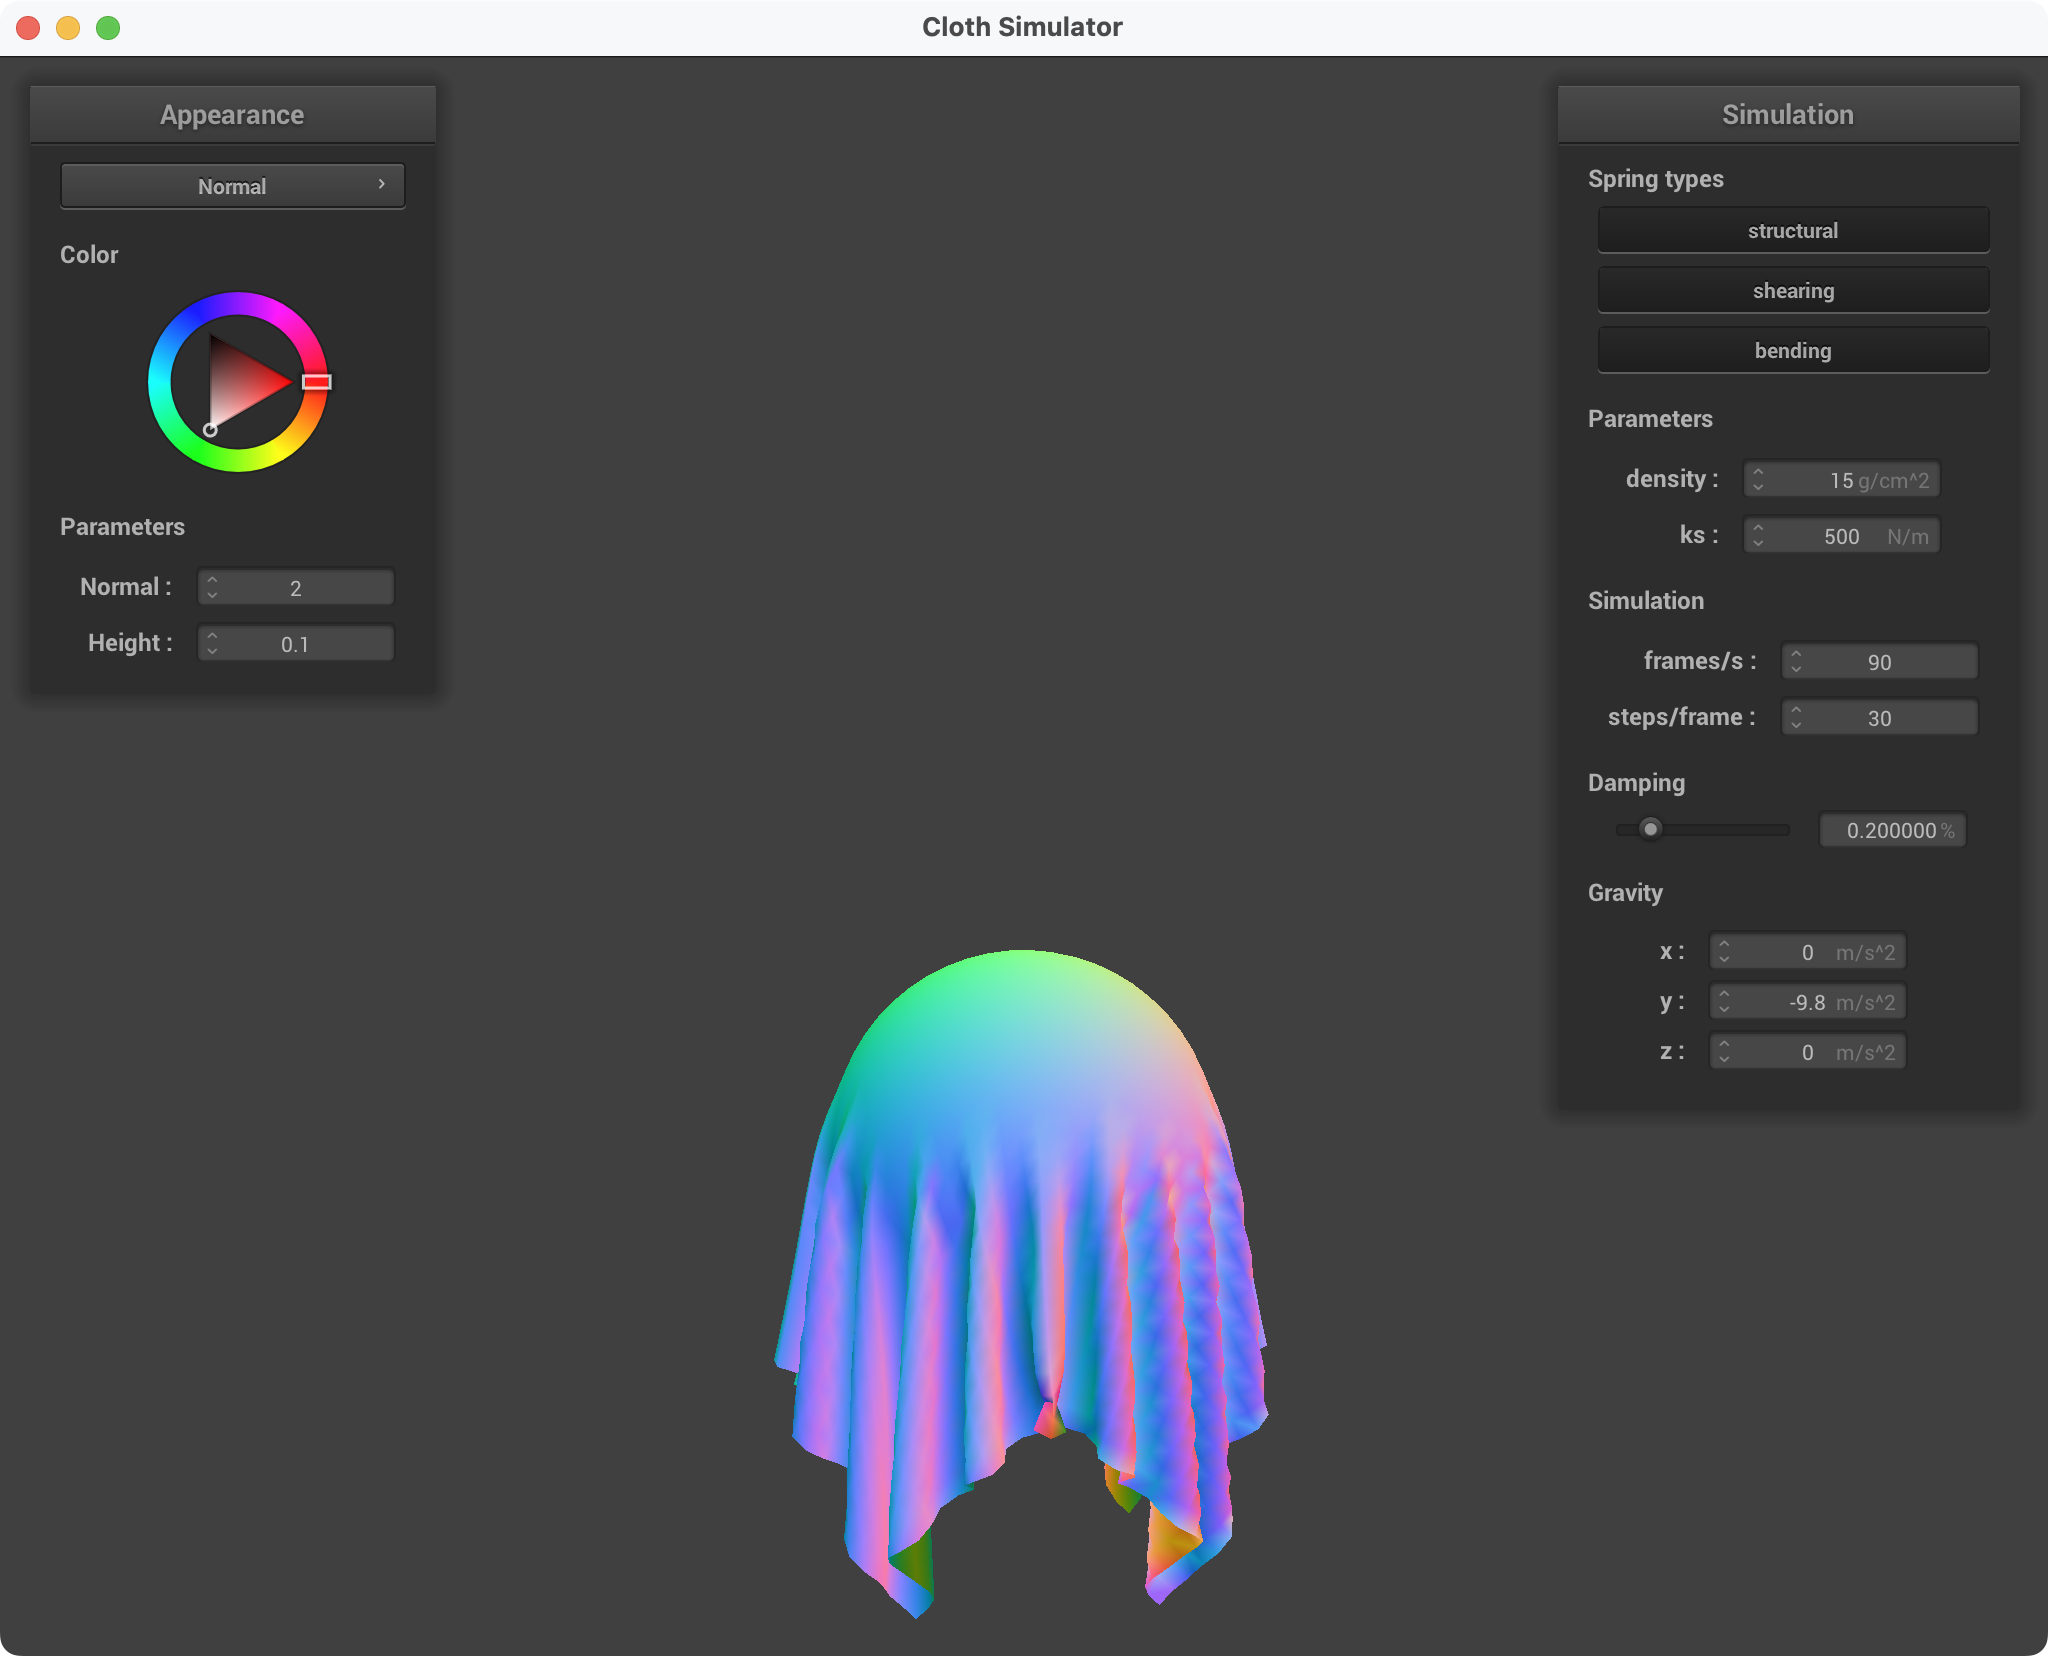 Cloth Simulator
Appearance
Normal
Color
Parameters
Normal : 2
Height : 0.1
Simulation
Spring types
structural
shearing
bending
Parameters
density : 15 g/cm^2
ks : 500 N/m
Simulation
frames/s : 90
steps/frame : 30
Damping
0.200000 %
Gravity
x : 0 m/s^2
y : -9.8 m/s^2
z : 0 m/s^2